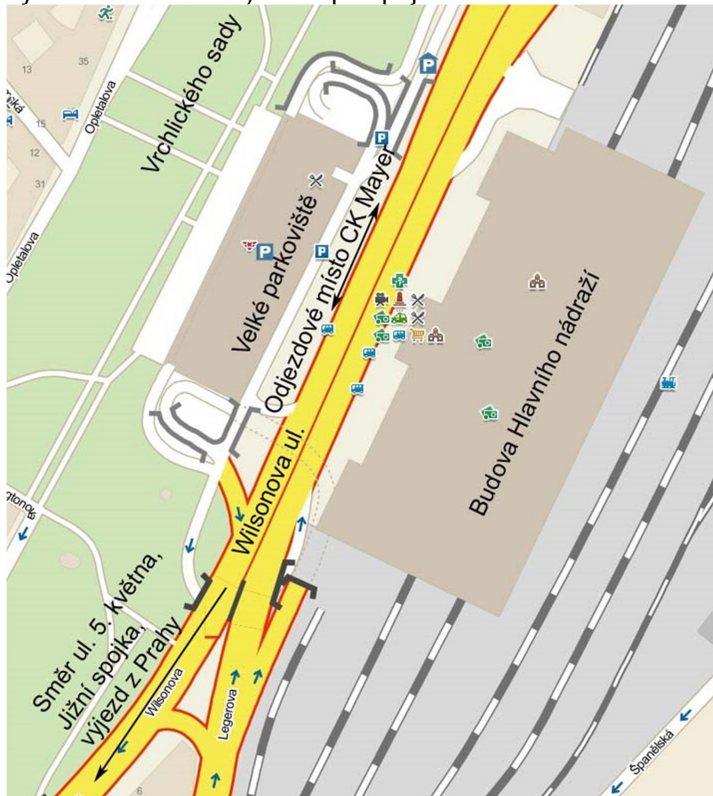 13
35
15
12
31
Opletalova
Opletalova
Vrchlického sady
P
P
P
P
Velké parkoviště
Odjezdové místo CK Mayer
Budova Hlavního nádraží
Wilsonova ul.
Směr ul. 5. května,
Jižní spojka,
výjezd z Prahy
Wilsonova
Legerova
Španělská
6